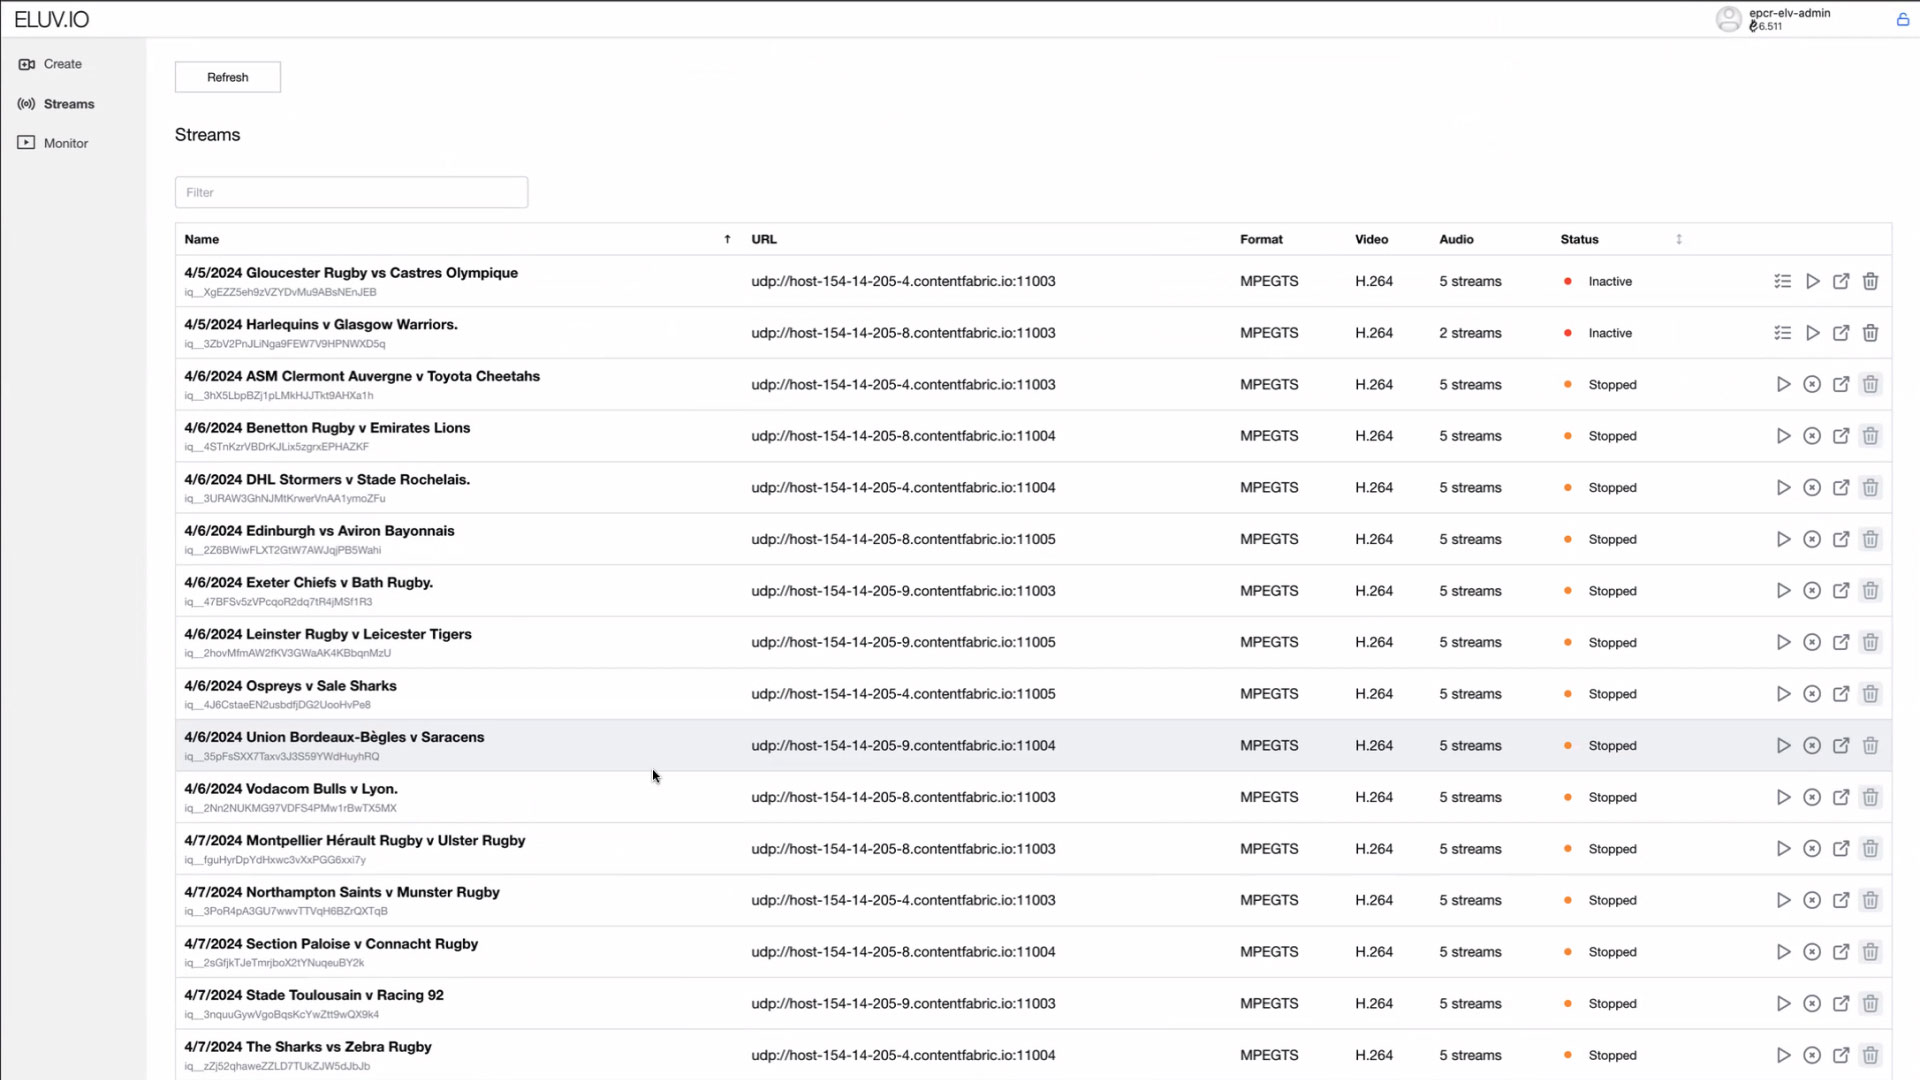 ELUV.IO
epcr-elv-admin
6.511
Create
Streams
Monitor
Refresh
Streams
Filter
Name URL Format Video Audio Status
4/5/2024 Gloucester Rugby vs Castres Olympique
iq__XgEZZ5eh9zVZYDvMu9ABsNEnJEB
udp://host-154-14-205-4.contentfabric.io:11003 MPEGTS H.264 5 streams Inactive
4/5/2024 Harlequins v Glasgow Warriors.
iq__3ZbV2PnJLiNga9FEW7V9HPNWXD5q
udp://host-154-14-205-8.contentfabric.io:11003 MPEGTS H.264 2 streams Inactive
4/6/2024 ASM Clermont Auvergne v Toyota Cheetahs
iq__3hX5LbpBZj1pLMkHJJTkt9AHXa1h
udp://host-154-14-205-4.contentfabric.io:11003 MPEGTS H.264 5 streams Stopped
4/6/2024 Benetton Rugby v Emirates Lions
iq__4STnKzrVBDrKJLix5zgrxEPHAZKF
udp://host-154-14-205-8.contentfabric.io:11004 MPEGTS H.264 5 streams Stopped
4/6/2024 DHL Stormers v Stade Rochelais.
iq__3URAW3GhNJMtKrwerVnAA1ymoZFu
udp://host-154-14-205-4.contentfabric.io:11004 MPEGTS H.264 5 streams Stopped
4/6/2024 Edinburgh vs Aviron Bayonnais
iq__2Z6BWiwFLXT2GtW7AWJqjPB5Wahi
udp://host-154-14-205-8.contentfabric.io:11005 MPEGTS H.264 5 streams Stopped
4/6/2024 Exeter Chiefs v Bath Rugby.
iq__47BFSv5zVPcqoR2dq7tR4jMSf1R3
udp://host-154-14-205-9.contentfabric.io:11003 MPEGTS H.264 5 streams Stopped
4/6/2024 Leinster Rugby v Leicester Tigers
iq__2hovMfmAW2fKV3GWaAK4KBbqnMzU
udp://host-154-14-205-9.contentfabric.io:11005 MPEGTS H.264 5 streams Stopped
4/6/2024 Ospreys v Sale Sharks
iq__4J6CstaeEN2usbdfjDG2UooHvPe8
udp://host-154-14-205-4.contentfabric.io:11005 MPEGTS H.264 5 streams Stopped
4/6/2024 Union Bordeaux-Bègles v Saracens
iq__35pFsSXX7Taxv3J3S59YWdHuyhRQ
udp://host-154-14-205-9.contentfabric.io:11004 MPEGTS H.264 5 streams Stopped
4/6/2024 Vodacom Bulls v Lyon.
iq__2Nn2NUKMG97VDFS4PMw1rBwTX5MX
udp://host-154-14-205-8.contentfabric.io:11003 MPEGTS H.264 5 streams Stopped
4/7/2024 Montpellier Hérault Rugby v Ulster Rugby
iq__fguHyrDpYdHxwc3vXxPGG6xxi7y
udp://host-154-14-205-8.contentfabric.io:11003 MPEGTS H.264 5 streams Stopped
4/7/2024 Northampton Saints v Munster Rugby
iq__3PoR4pA3GU7wwvTTVqH6BZrQXTqB
udp://host-154-14-205-4.contentfabric.io:11003 MPEGTS H.264 5 streams Stopped
4/7/2024 Section Paloise v Connacht Rugby
iq__2sGfjkTJeTmrjboX2tYNuqeuBY2k
udp://host-154-14-205-8.contentfabric.io:11004 MPEGTS H.264 5 streams Stopped
4/7/2024 Stade Toulousain v Racing 92
iq__3nquuGywVgoBqsKcYwZtt9wQX9k4
udp://host-154-14-205-9.contentfabric.io:11003 MPEGTS H.264 5 streams Stopped
4/7/2024 The Sharks vs Zebra Rugby
iq__zZj52qhaweZZLD7TUkZJW5dJbJb
udp://host-154-14-205-4.contentfabric.io:11004 MPEGTS H.264 5 streams Stopped